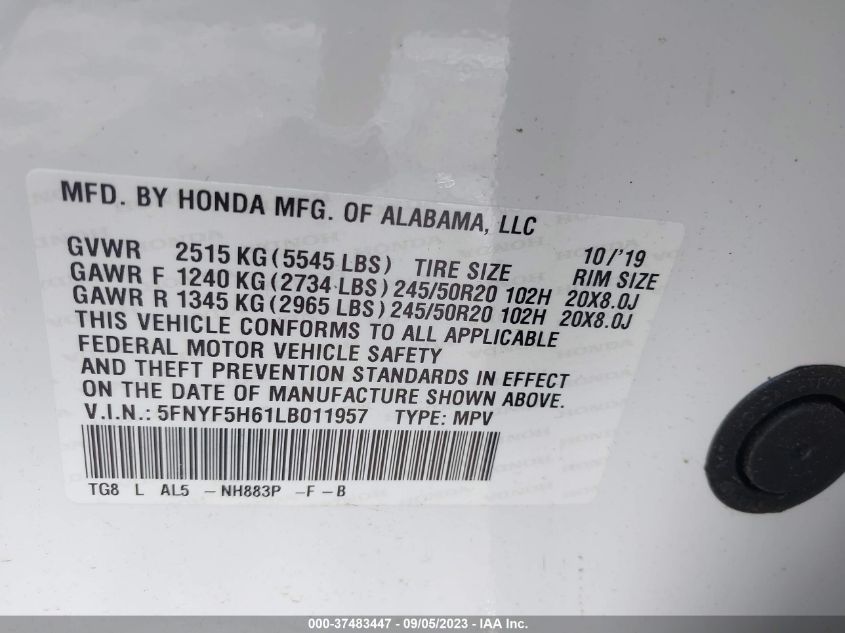 MFD. BY HONDA MFG. OF ALABAMA, LLC
10/'19
GVWR 2515 KG (5545 LBS) TIRE SIZE RIM SIZE
GAWR F 1240 KG (2734 LBS) 245/50R20 102H 20X8.0J
GAWR R 1345 KG (2965 LBS) 245/50R20 102H 20X8.0J
THIS VEHICLE CONFORMS TO ALL APPLICABLE
FEDERAL MOTOR VEHICLE SAFETY
AND THEFT PREVENTION STANDARDS IN EFFECT
ON THE DATE OF MANUFACTURE SHOWN ABOVE.
V.I.N.: 5FNYF5H61LB011957 TYPE: MPV
TG8 L AL5 - NH883P - F - B
000-37483447 - 09/05/2023 - IAA Inc.